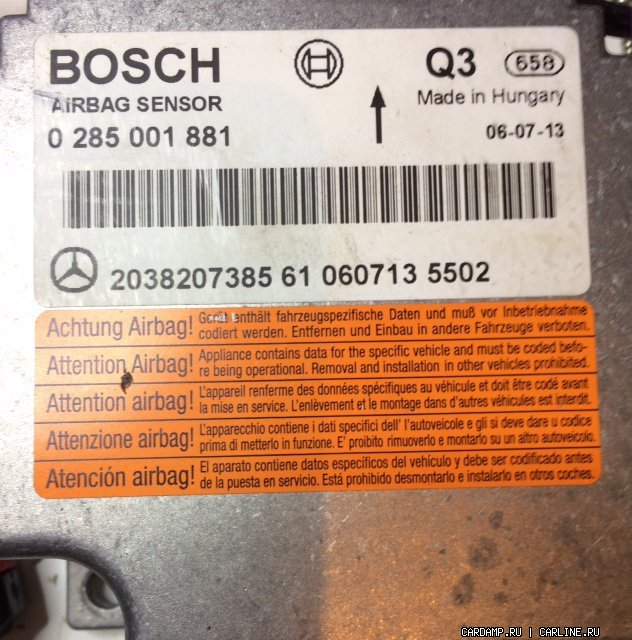 BOSCH
Q3 658
AIRBAG SENSOR
Made in Hungary
0 285 001 881
06-07-13
2038207385 61 060713 5502
Achtung Airbag! Gerät enthält fahrzeugspezifische Daten und muß vor Inbetriebnahme
codiert werden. Entfernen und Einbau in andere Fahrzeuge verboten.
Attention Airbag! Appliance contains data for the specific vehicle and must be coded befo-
re being operational. Removal and installation in other vehicles prohibited.
Attention airbag! L'appareil renferme des données spécifiques au véhicule et doit être codé avant
la mise en service. L'enlèvement et le montage dans d'autres véhicules est interdit.
Attenzione airbag! L'apparecchio contiene i dati specifici dell' l'autoveicole e gli si deve dare u codice
prima di metterlo in funzione. E' proibito rimuoverlo e montarlo su un altro autoveicolo.
Atención airbag! El aparato contiene datos específicos del vehículo y debe ser codificado antes
de la puesta en servicio. Está prohibido desmontarlo e instalarlo en otros coches.
CARDAMP.RU | CARLINE.RU